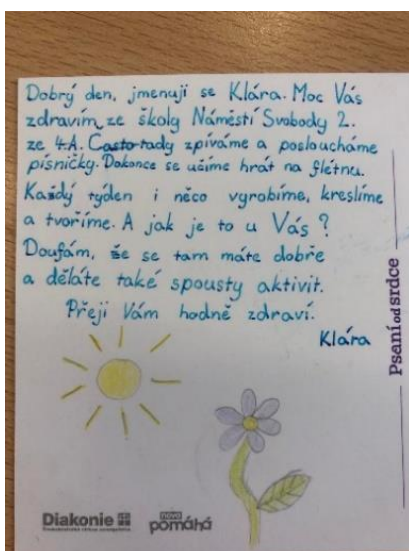 Dobrý den, jmenuji se Klára. Moc Vás
zdravím ze školy Náměstí Svobody 2.
ze 4.A. Často tady zpíváme a posloucháme
písničky. Dokonce se učíme hrát na flétnu.
Každý týden i něco vyrobíme, kreslíme
a tvoříme. A jak je to u Vás?
Doufám, že se tam máte dobře
a děláte také spousty aktivit.
Přeji Vám hodně zdraví.
Klára
Psaní od srdce
Diakonie
nova
pomáhá